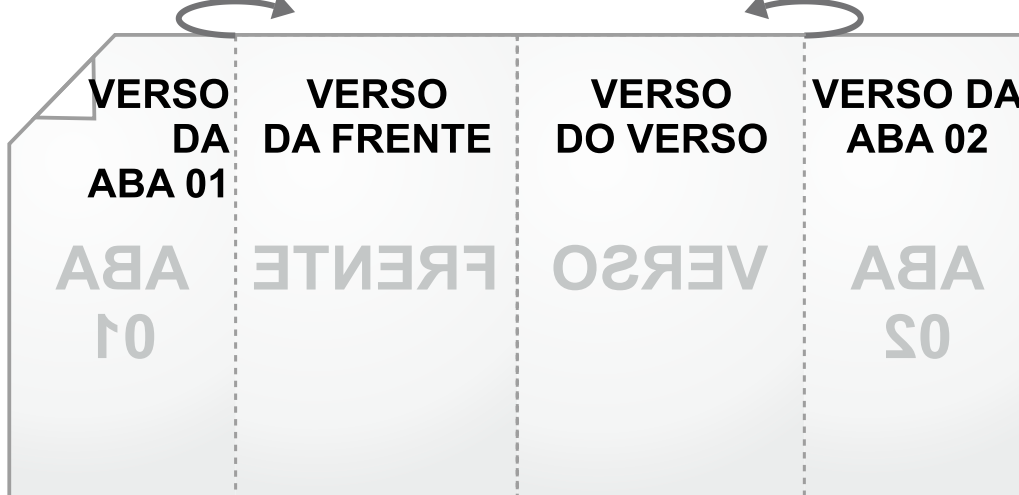 VERSO
DA
ABA 01
VERSO
DA FRENTE
VERSO
DO VERSO
VERSO DA
ABA 02
ABA
01
FRENTE
VERSO
ABA
02